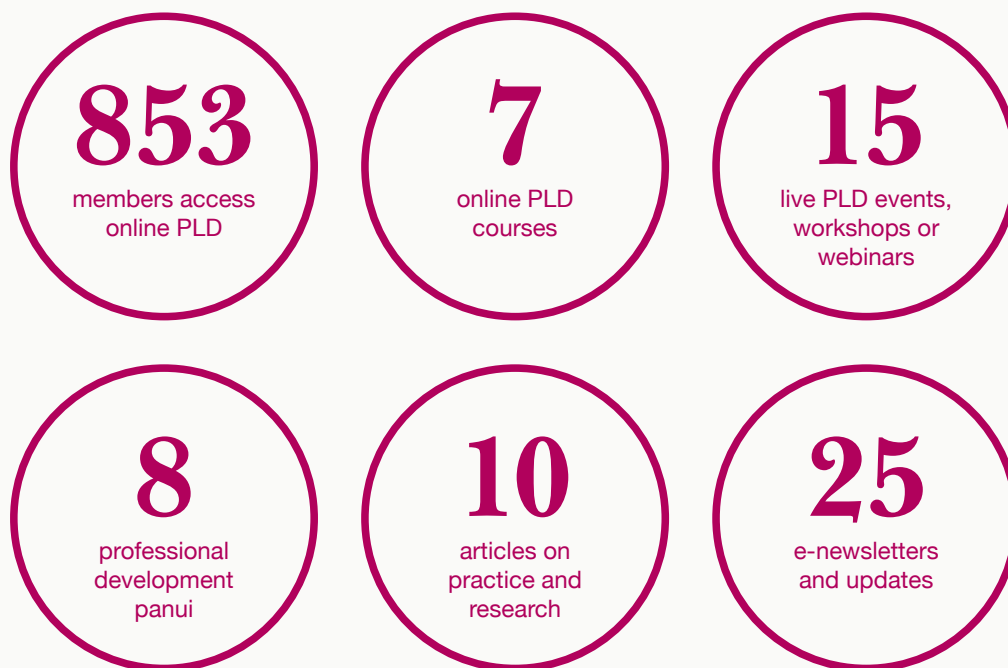 853
members access
online PLD
7
online PLD
courses
15
live PLD events,
workshops or
webinars
8
professional
development
panui
10
articles on
practice and
research
25
e-newsletters
and updates